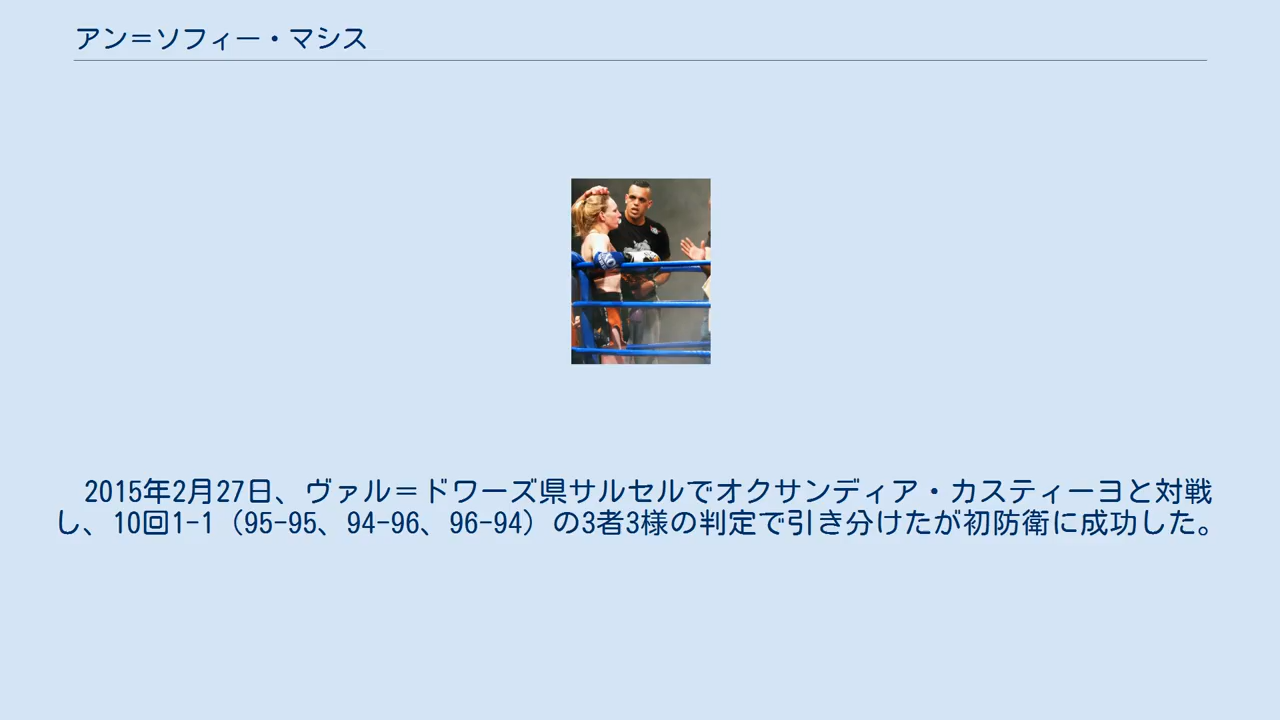 アン＝ソフィー・マシス
2015年2月27日、ヴァル＝ドワーズ県サルセルでオクサンディア・カスティーヨと対戦
し、10回1-1（95-95、94-96、96-94）の3者3様の判定で引き分けたが初防衛に成功した。